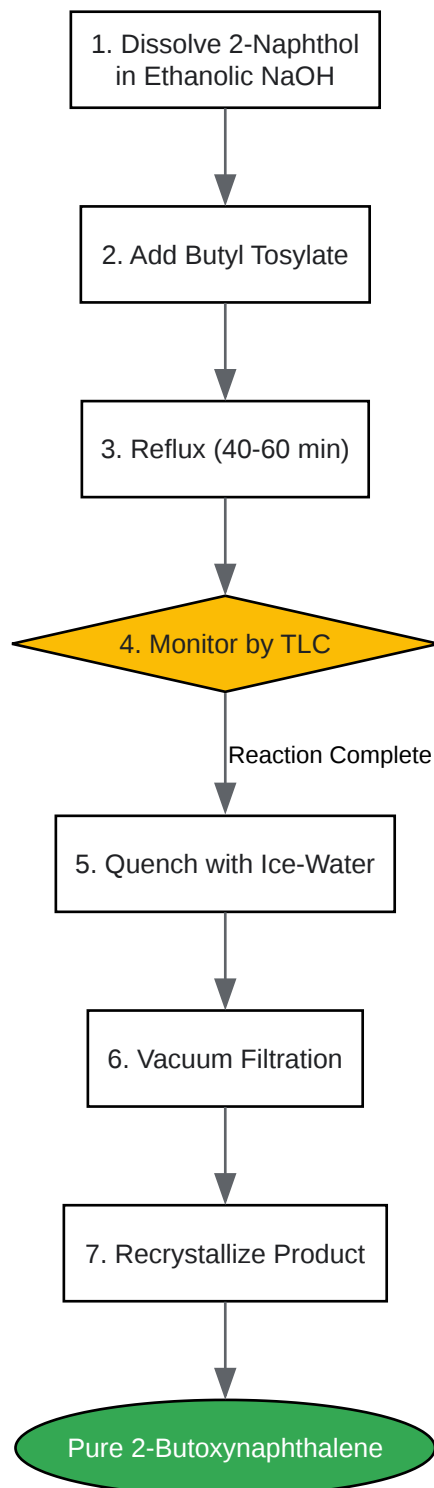 1. Dissolve 2-Naphthol
in Ethanolic NaOH
2. Add Butyl Tosylate
3. Reflux (40-60 min)
4. Monitor by TLC
Reaction Complete
5. Quench with Ice-Water
6. Vacuum Filtration
7. Recrystallize Product
Pure 2-Butoxynaphthalene